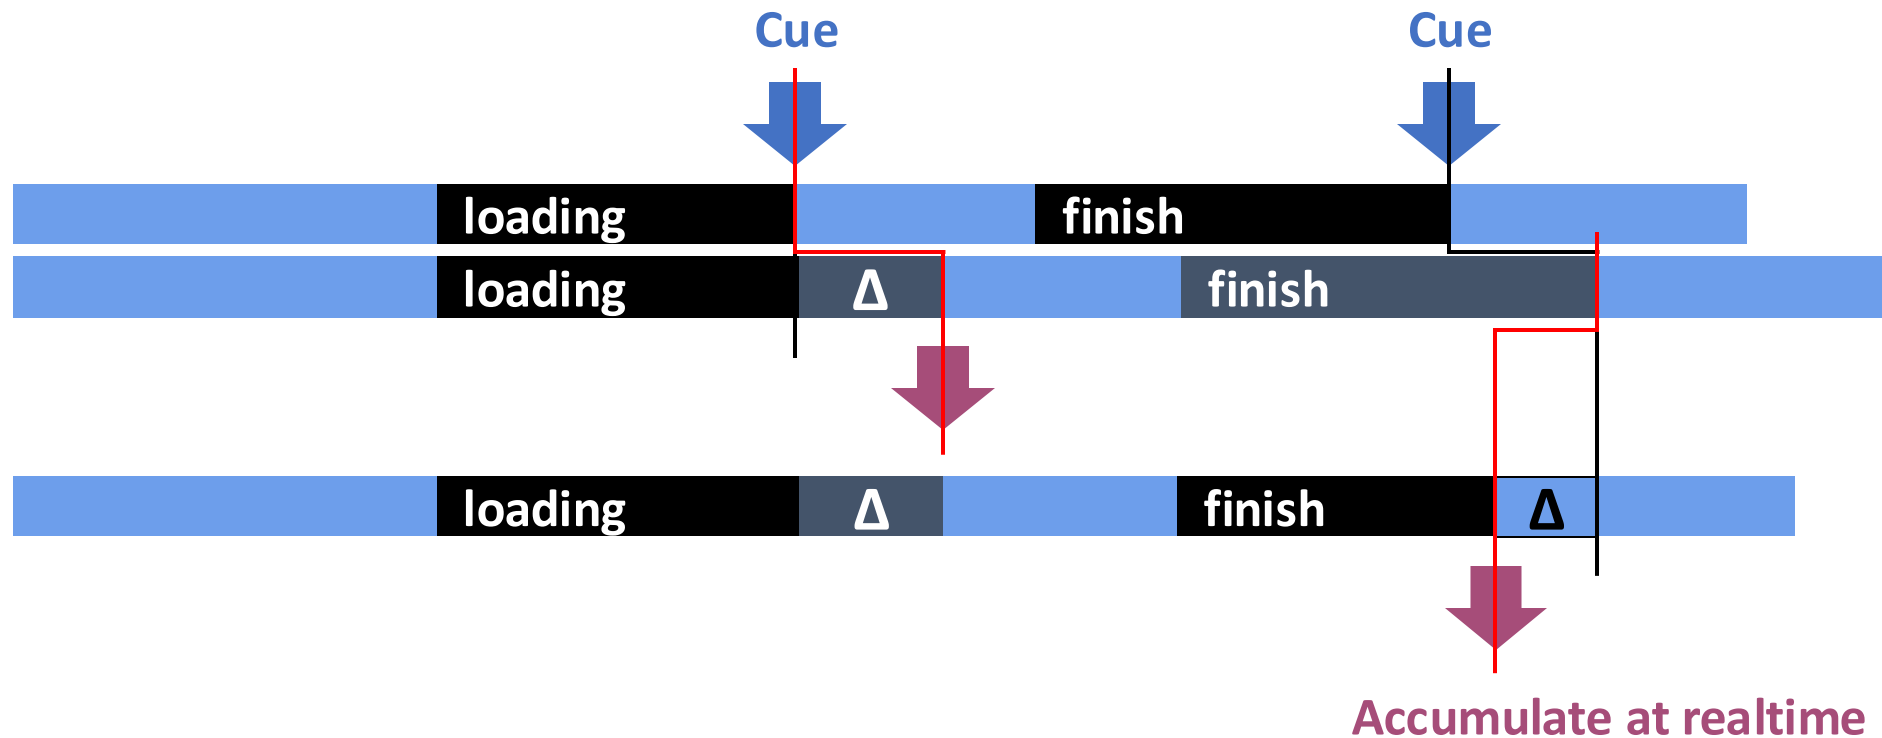 Cue Cue
loading finish
loading Δ finish
loading Δ finish Δ
Accumulate at realtime